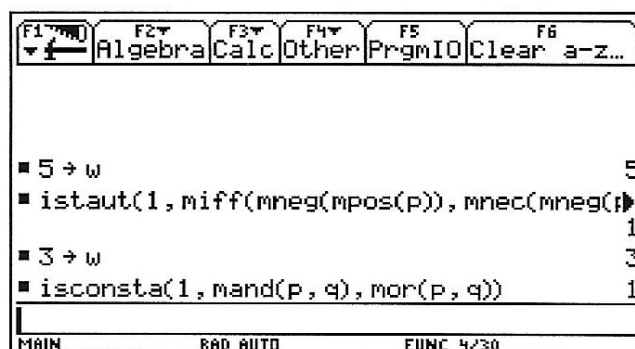 F1 F2 F3 F4 F5 F6
Algebra Calc Other PrgmIO Clear a-z…
5 → w 5
istaut(1,miff(mneg(mpos(p)),mnec(mneg(p
1
3 → w 3
isconsta(1,mand(p,q),mor(p,q)) 1
MAIN RAD AUTO FUNC 4/30